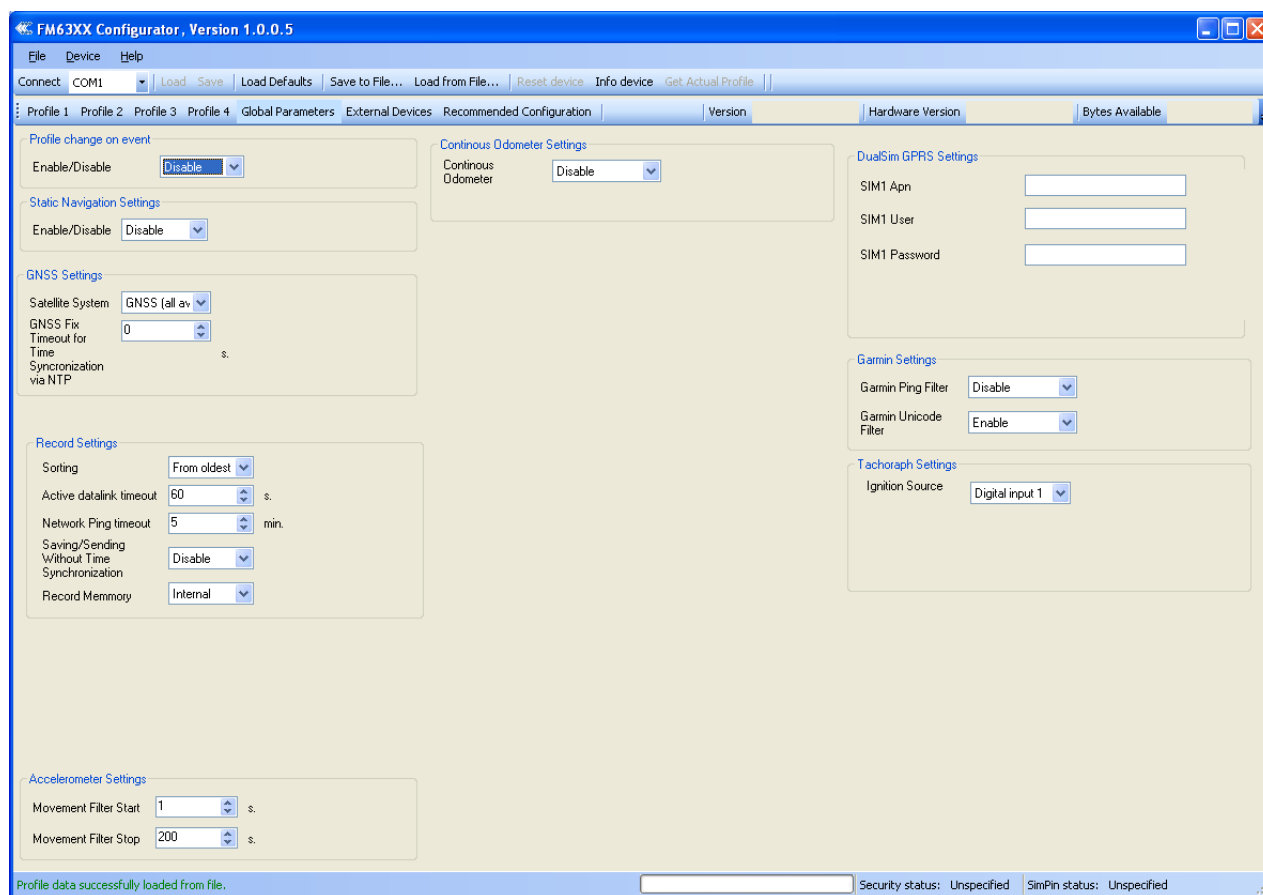 FM63XX Configurator, Version 1.0.0.5
File Device Help
Connect COM1 Load Save Load Defaults Save to File... Load from File... Reset device Info device Get Actual Profile
Profile 1 Profile 2 Profile 3 Profile 4 Global Parameters External Devices Recommended Configuration Version Hardware Version Bytes Available
Profile change on event
Enable/Disable Disable
Static Navigation Settings
Enable/Disable Disable
GNSS Settings
Satellite System GNSS (all av
GNSS Fix
Timeout for
Time
Syncronization
via NTP
0
s.
Record Settings
Sorting From oldest
Active datalink timeout 60 s.
Network Ping timeout 5 min.
Saving/Sending
Without Time
Synchronization
Disable
Record Memmory Internal
Accelerometer Settings
Movement Filter Start 1 s.
Movement Filter Stop 200 s.
Continous Odometer Settings
Continous
Odometer
Disable
DualSim GPRS Settings
SIM1 Apn
SIM1 User
SIM1 Password
Garmin Settings
Garmin Ping Filter Disable
Garmin Unicode
Filter
Enable
Tachoraph Settings
Ignition Source Digital input 1
Profile data successfully loaded from file. Security status: Unspecified SimPin status: Unspecified